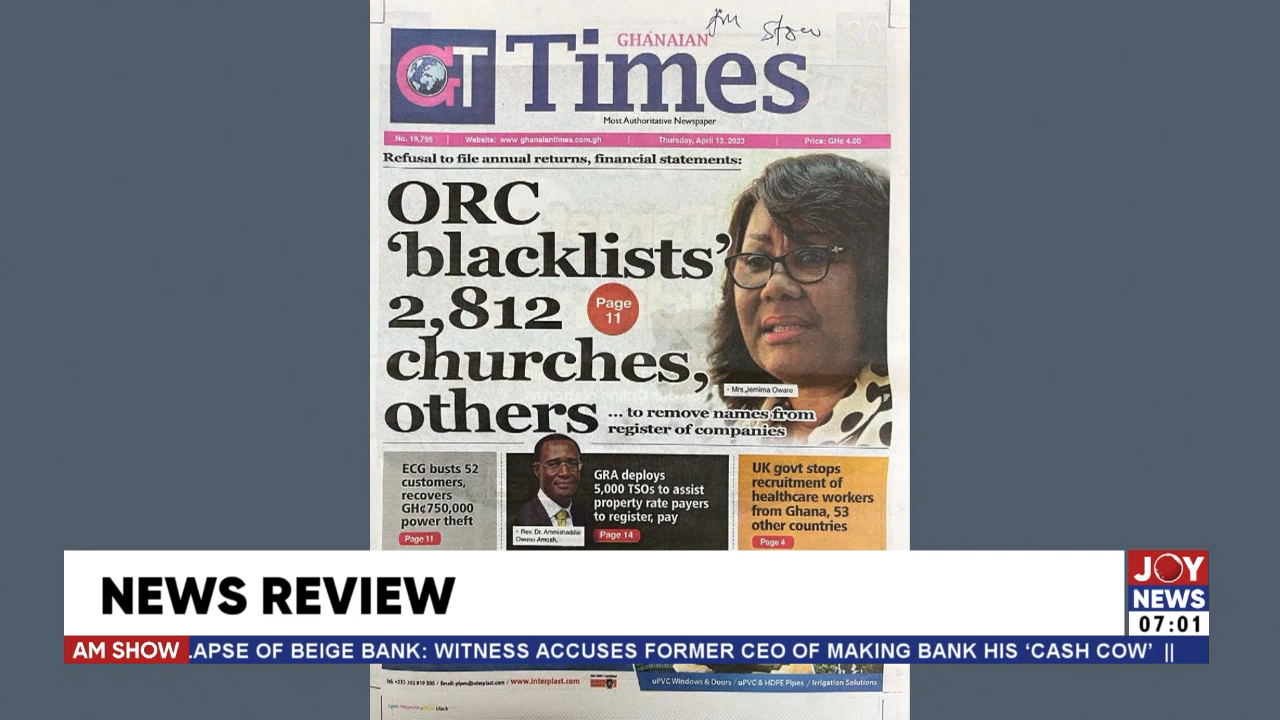 GHANAIAN
GT Times
Most Authoritative Newspaper
No. 19,795 | Website: www.ghanaiantimes.com.gh | Thursday, April 13, 2023 | Price: GH¢ 4.00
Refusal to file annual returns, financial statements:
ORC
‘blacklists’
2,812
Page
11
churches,
others
• Mrs Jemima Oware
... to remove names from
register of companies
ECG busts 52
customers,
recovers
GH¢750,000
power theft
Page 11
• Rev. Dr. Ammishaddai
Owusu-Amoah,
GRA deploys
5,000 TSOs to assist
property rate payers
to register, pay
Page 14
UK govt stops
recruitment of
healthcare workers
from Ghana, 53
other countries
Page 4
NEWS REVIEW
JOY
NEWS
07:01
AM SHOW
APSE OF BEIGE BANK: WITNESS ACCUSES FORMER CEO OF MAKING BANK HIS ‘CASH COW’ ||
Email: pipes@interplast.com / www.interplast.com
uPVC Windows & Doors / uPVC & HDPE Pipes / Irrigation Solutions